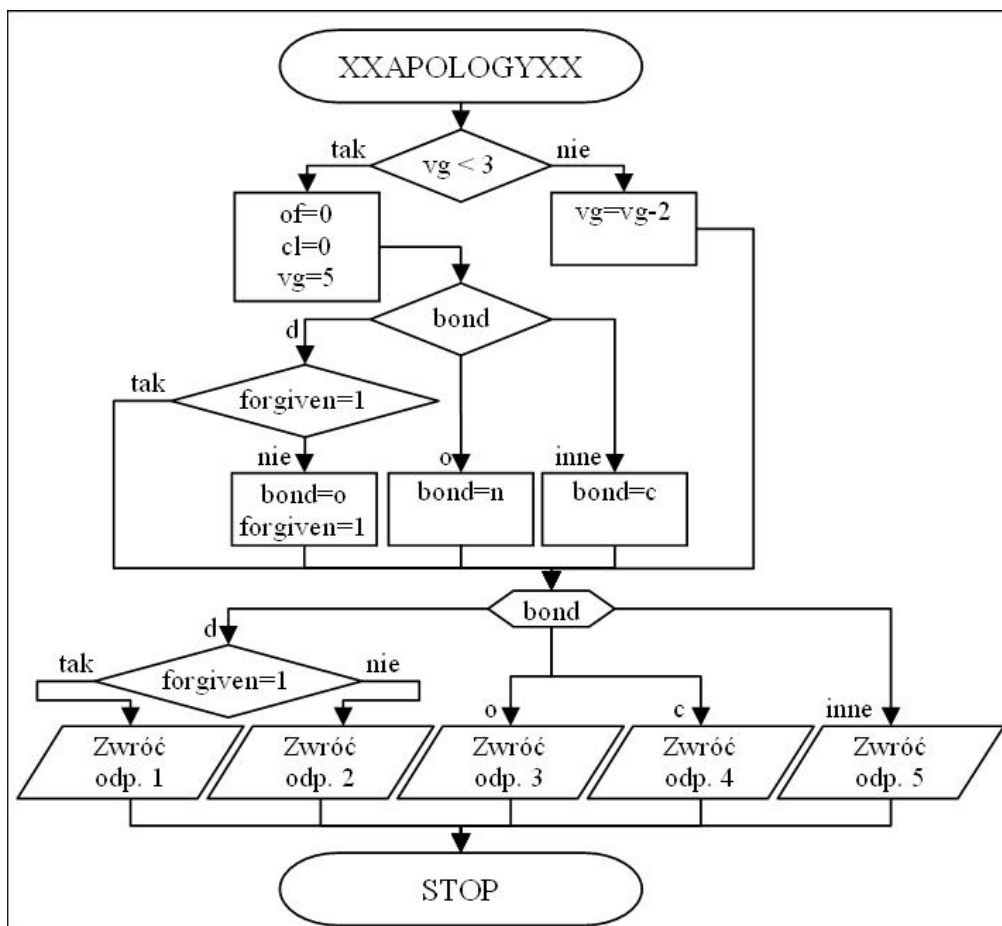 XXAPOLOGYXX
tak
vg < 3
nie
of=0
cl=0
vg=5
vg=vg-2
bond
d
tak
forgiven=1
nie
o
inne
bond=o
forgiven=1
bond=n
bond=c
bond
d
tak
forgiven=1
nie
o
c
inne
Zwróć
odp. 1
Zwróć
odp. 2
Zwróć
odp. 3
Zwróć
odp. 4
Zwróć
odp. 5
STOP